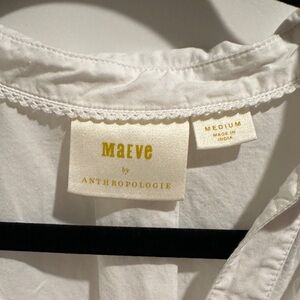 Maeve
by
ANTHROPOLOGIE
MEDIUM
MADE IN
INDIA